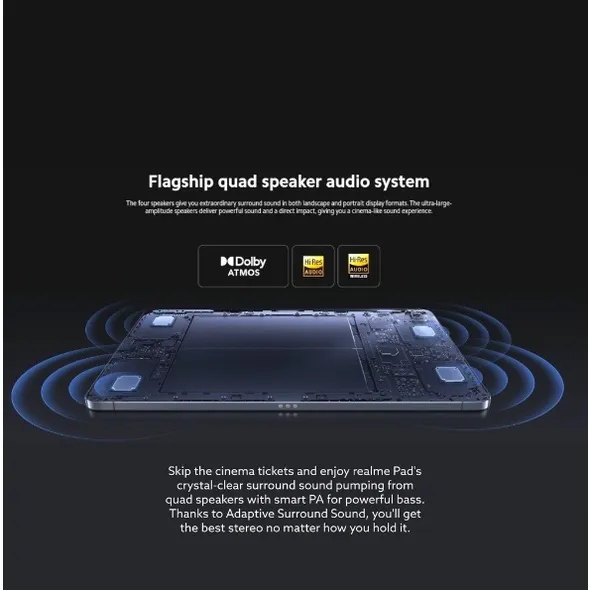 Flagship quad speaker audio system
The four speakers give you extraordinary surround sound in both landscape and portrait display formats. The ultra-large-
amplitude speakers deliver powerful sound and a direct impact, giving you a cinema-like sound experience.
Dolby
ATMOS
Hi-Res
AUDIO
Hi-Res
AUDIO
WIRELESS
Skip the cinema tickets and enjoy realme Pad's
crystal-clear surround sound pumping from
quad speakers with smart PA for powerful bass.
Thanks to Adaptive Surround Sound, you'll get
the best stereo no matter how you hold it.